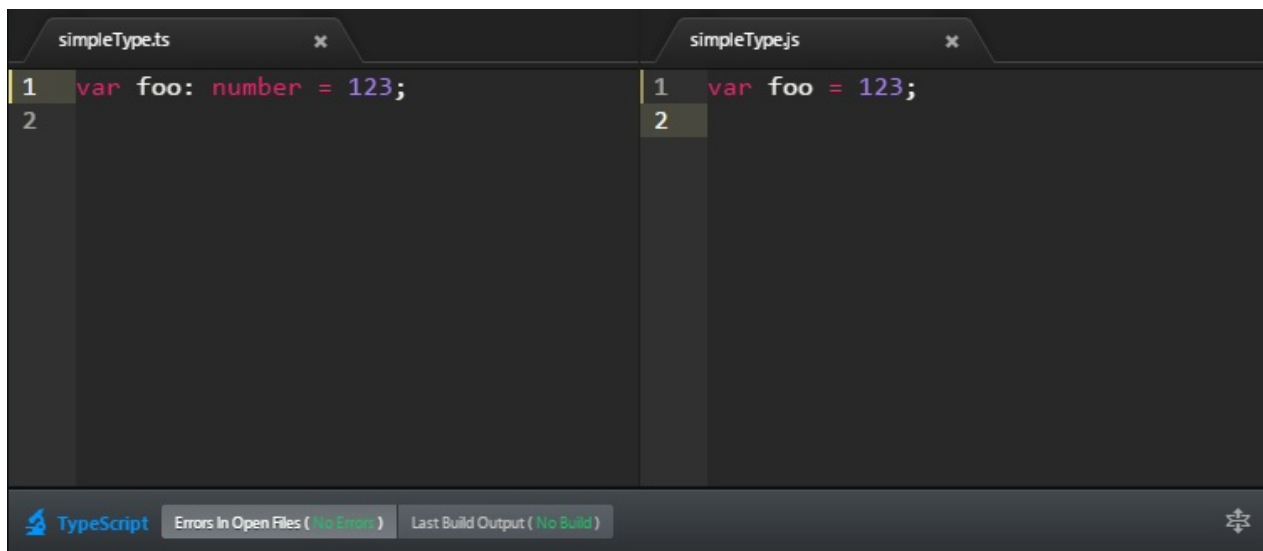 simpleType.ts
1 var foo: number = 123;
2
simpleType.js
1 var foo = 123;
2
TypeScript Errors In Open Files ( No Errors ) Last Build Output ( No Build )